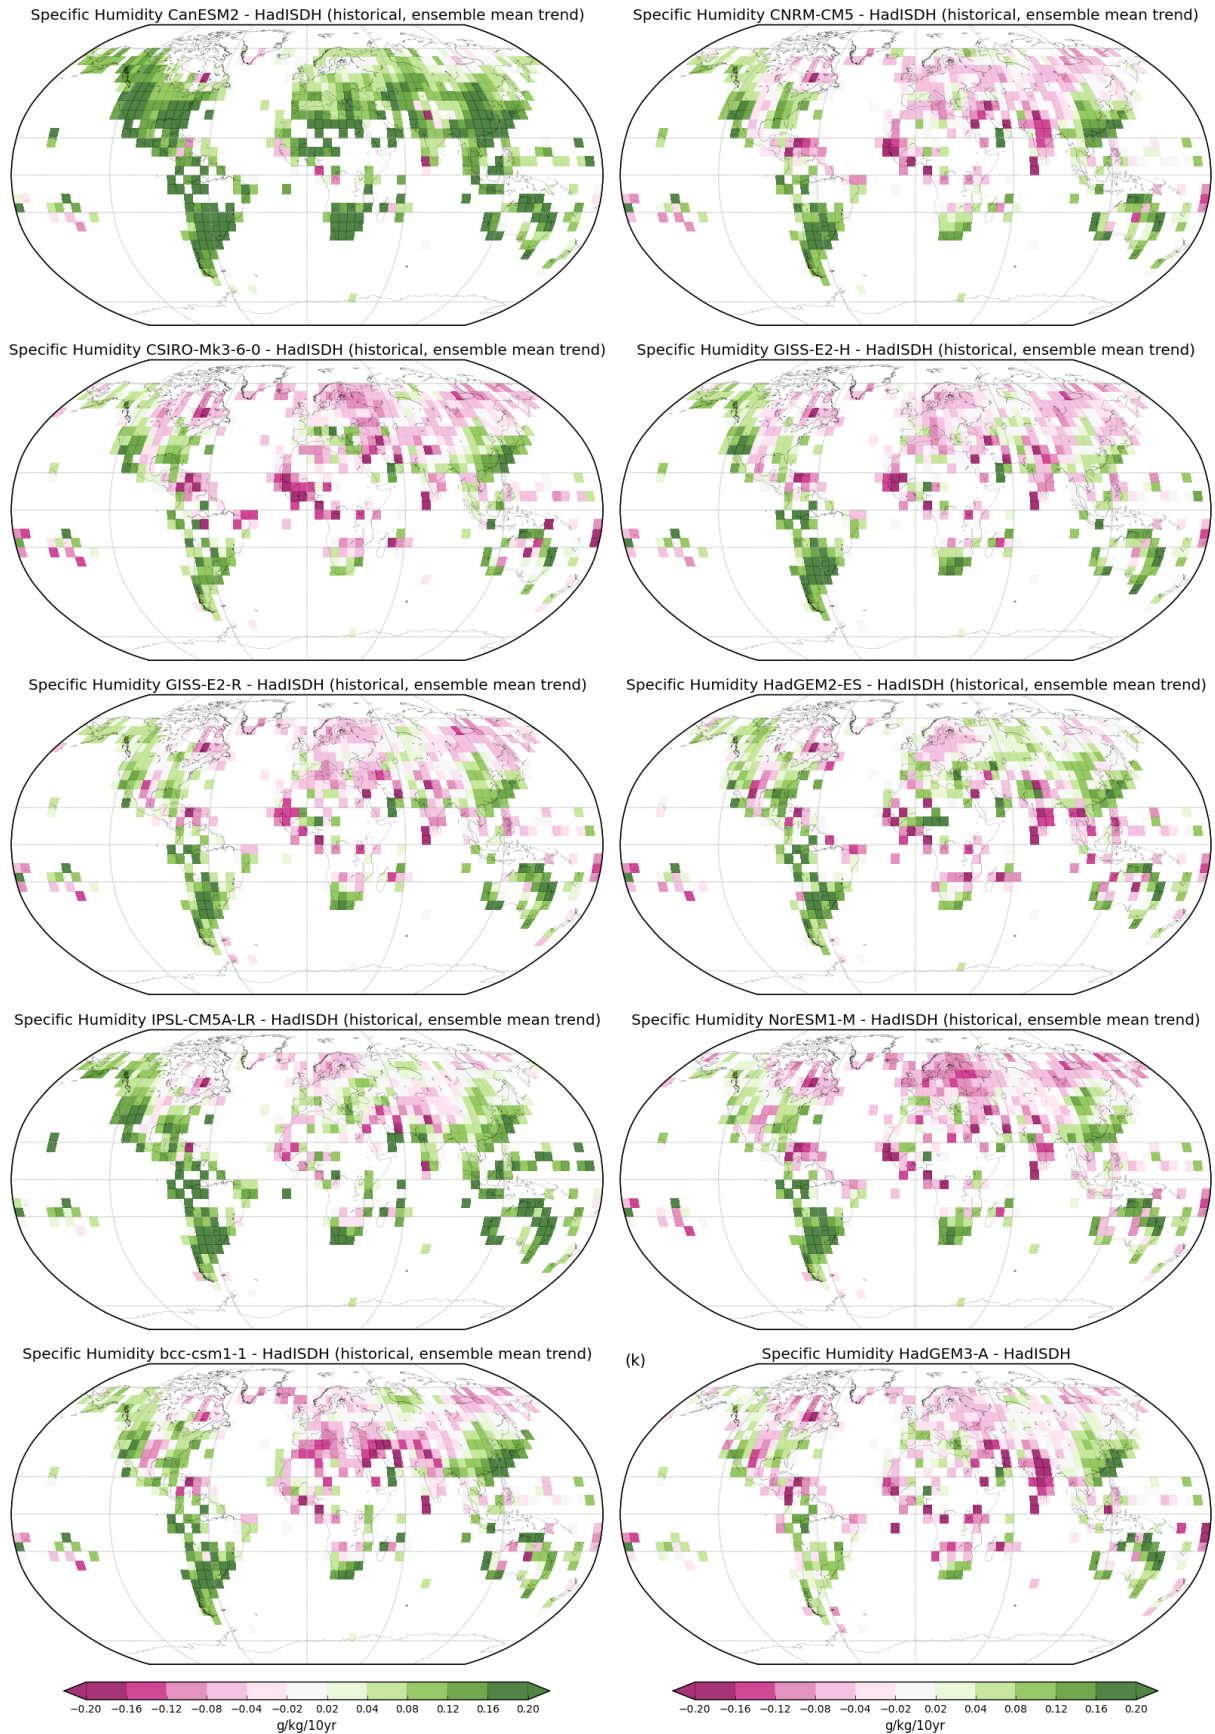 Specific Humidity CanESM2 - HadISDH (historical, ensemble mean trend)
Specific Humidity CNRM-CM5 - HadISDH (historical, ensemble mean trend)
Specific Humidity CSIRO-Mk3-6-0 - HadISDH (historical, ensemble mean trend)
Specific Humidity GISS-E2-H - HadISDH (historical, ensemble mean trend)
Specific Humidity GISS-E2-R - HadISDH (historical, ensemble mean trend)
Specific Humidity HadGEM2-ES - HadISDH (historical, ensemble mean trend)
Specific Humidity IPSL-CM5A-LR - HadISDH (historical, ensemble mean trend)
Specific Humidity NorESM1-M - HadISDH (historical, ensemble mean trend)
Specific Humidity bcc-csm1-1 - HadISDH (historical, ensemble mean trend)
(k) Specific Humidity HadGEM3-A - HadISDH
−0.20 −0.16 −0.12 −0.08 −0.04 −0.02 0.02 0.04 0.08 0.12 0.16 0.20
g/kg/10yr
−0.20 −0.16 −0.12 −0.08 −0.04 −0.02 0.02 0.04 0.08 0.12 0.16 0.20
g/kg/10yr